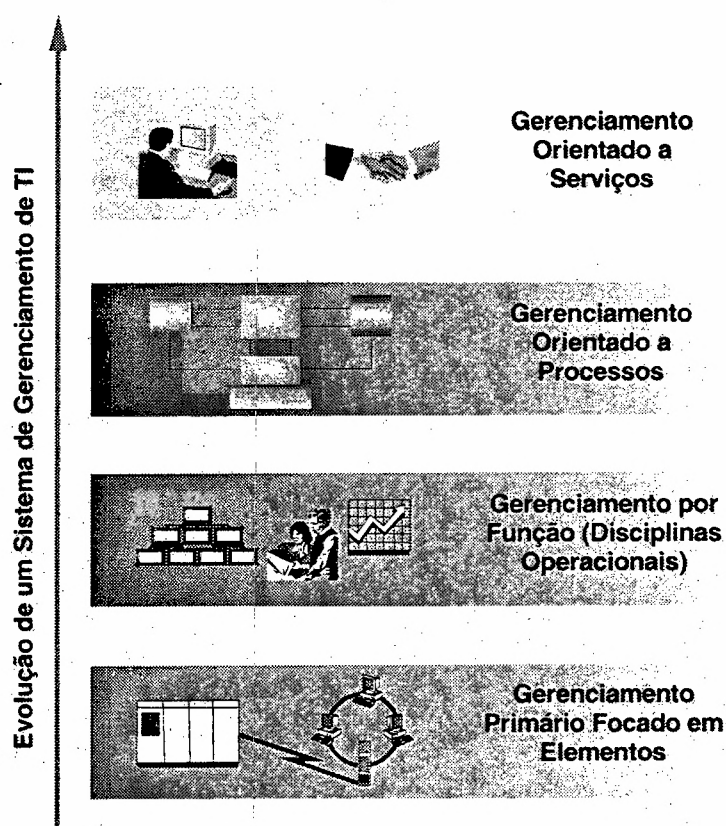 Evolução de um Sistema de Gerenciamento de TI
Gerenciamento
Orientado a
Serviços
Gerenciamento
Orientado a
Processos
Gerenciamento por
Função (Disciplinas
Operacionais)
Gerenciamento
Primário Focado em
Elementos